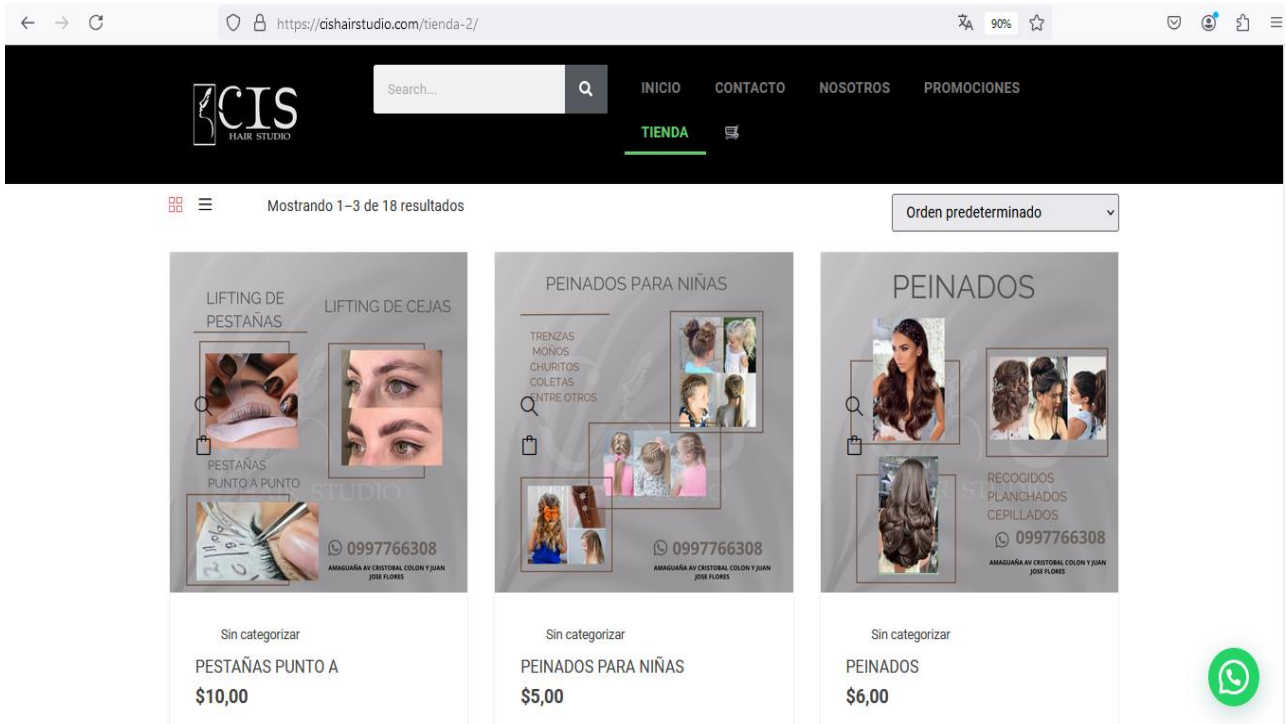 https://cishairstudio.com/tienda-2/
90%
CIS
HAIR STUDIO
Search...
INICIO
CONTACTO
NOSOTROS
PROMOCIONES
TIENDA
Mostrando 1–3 de 18 resultados
Orden predeterminado
LIFTING DE
PESTAÑAS
LIFTING DE CEJAS
PESTAÑAS
PUNTO A PUNTO
STUDIO
0997766308
AMAGUAÑA AV CRISTOBAL COLON Y JUAN
JOSE FLORES
Sin categorizar
PESTAÑAS PUNTO A
$10,00
PEINADOS PARA NIÑAS
TRENZAS
MOÑOS
CHURITOS
COLETAS
ENTRE OTROS
0997766308
AMAGUAÑA AV CRISTOBAL COLON Y JUAN
JOSE FLORES
Sin categorizar
PEINADOS PARA NIÑAS
$5,00
PEINADOS
RECOGIDOS
PLANCHADOS
CEPILLADOS
0997766308
AMAGUAÑA AV CRISTOBAL COLON Y JUAN
JOSE FLORES
Sin categorizar
PEINADOS
$6,00